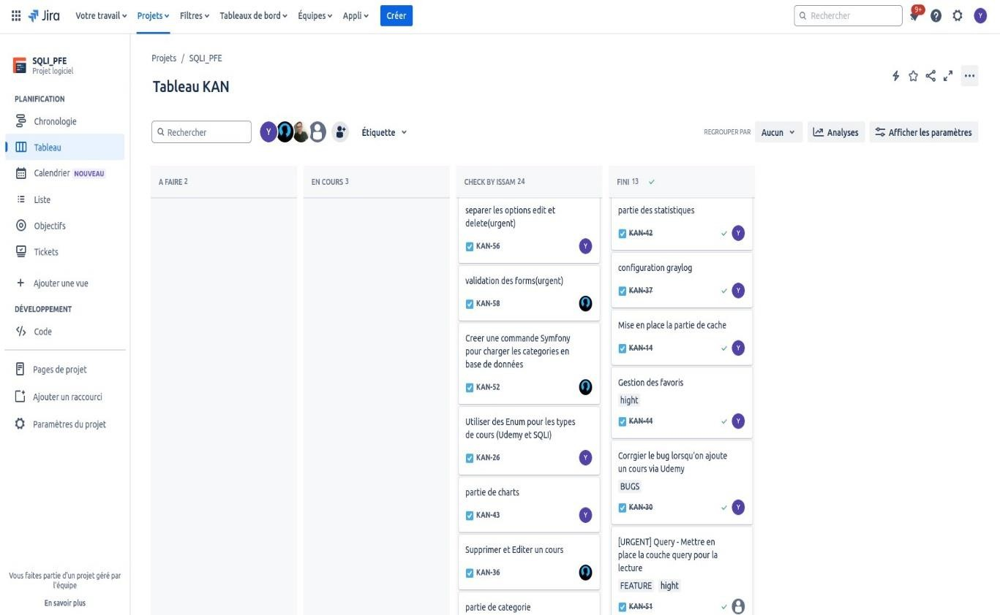 Jira
Votre travail
Projets
Filtres
Tableaux de bord
Équipes
Appli
Créer
Rechercher
9+
Y
SQLI_PFE
Projet logiciel
PLANIFICATION
Chronologie
Tableau
Calendrier NOUVEAU
Liste
Objectifs
Tickets
Ajouter une vue
DÉVELOPPEMENT
Code
Pages de projet
Ajouter un raccourci
Paramètres du projet
Vous faites partie d'un projet géré par
l'équipe
En savoir plus
Projets / SQLI_PFE
Tableau KAN
Rechercher
Y
Étiquette
REGROUPER PAR
Aucun
Analyses
Afficher les paramètres
A FAIRE 2
EN COURS 3
CHECK BY ISSAM 24
separer les options edit et
delete(urgent)
KAN-56
Y
validation des forms(urgent)
KAN-58
Creer une commande Symfony
pour charger les categories en
base de données
KAN-52
Utiliser des Enum pour les types
de cours (Udemy et SQLI)
KAN-26
Y
partie de charts
KAN-43
Y
Supprimer et Editer un cours
KAN-36
partie de categorie
FINI 13
partie des statistiques
KAN-42
Y
configuration graylog
KAN-37
Y
Mise en place la partie de cache
KAN-14
Y
Gestion des favoris
hight
KAN-44
Y
Corrgier le bug lorsqu'on ajoute
un cours via Udemy
BUGS
KAN-30
Y
[URGENT] Query - Mettre en
place la couche query pour la
lecture
FEATURE hight
KAN-51